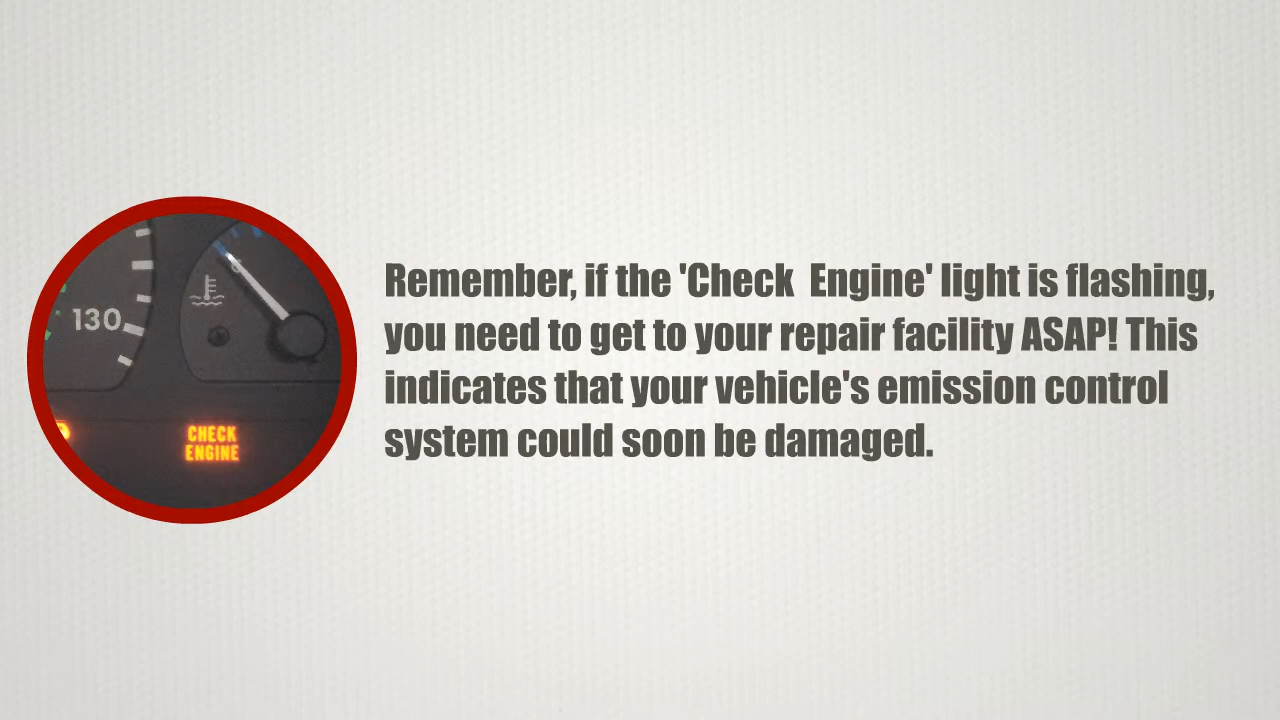 130
CHECK
ENGINE
Remember, if the 'Check  Engine' light is flashing,
you need to get to your repair facility ASAP! This
indicates that your vehicle's emission control
system could soon be damaged.